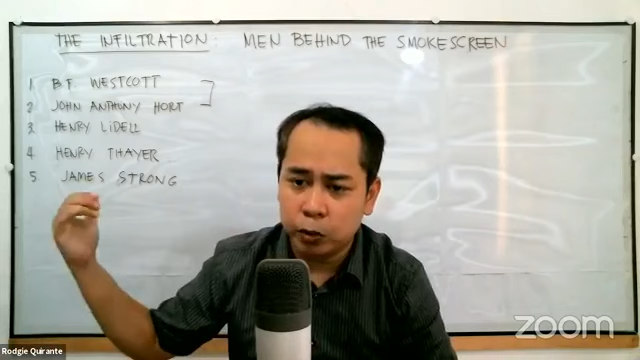 THE INFILTRATION: MEN BEHIND THE SMOKESCREEN
1 B F WESTCOTT
2 JOHN ANTHONY HORT
3 HENRY LIDELL
4 HENRY THAYER
5 JAMES STRONG
zoom
Rodgie Quirante